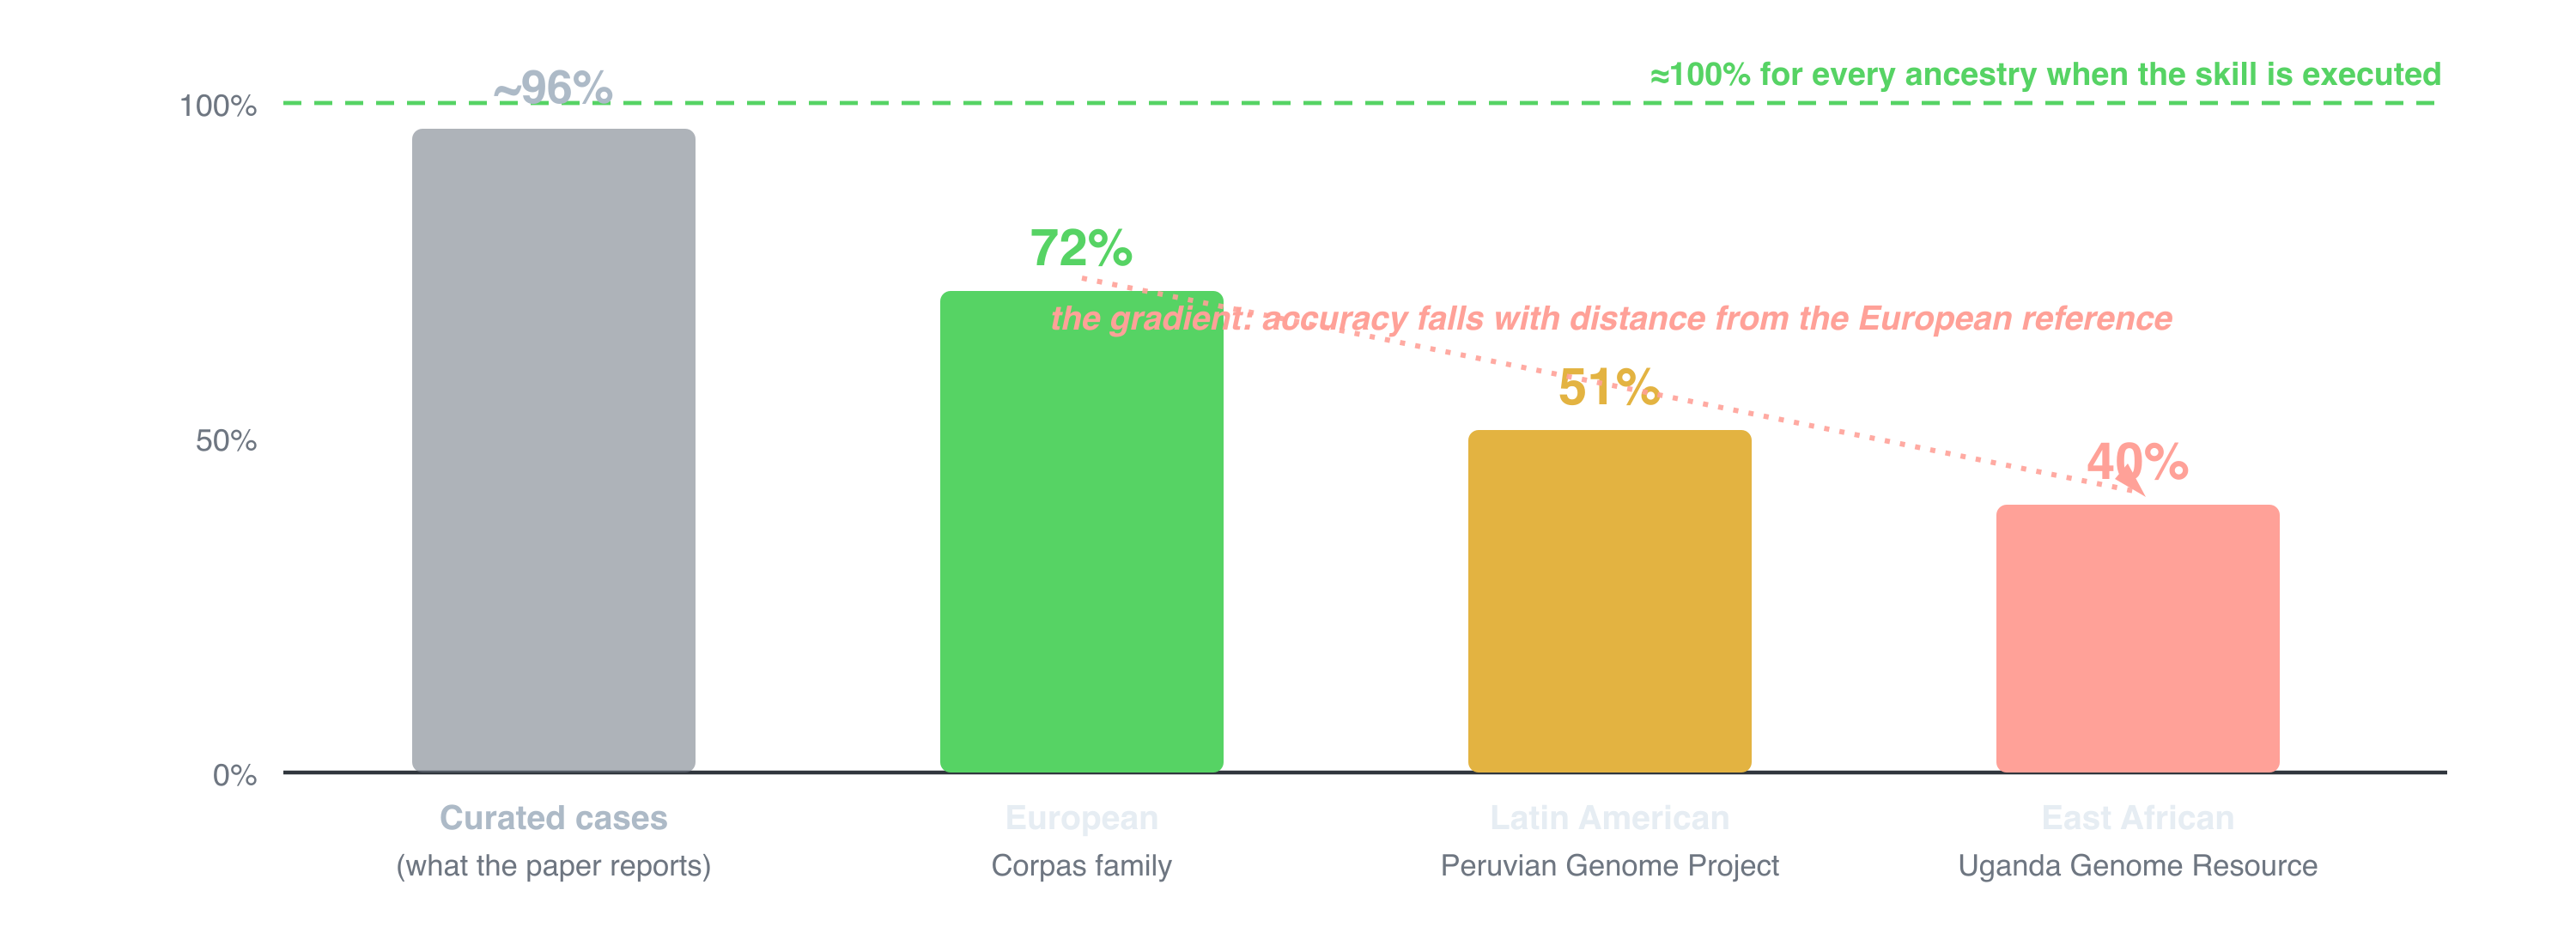 ≈100% for every ancestry when the skill is executed
~96%
100%
72%
the gradient: accuracy falls with distance from the European reference
51%
50%
40%
0%
Curated cases
(what the paper reports)
European
Corpas family
Latin American
Peruvian Genome Project
East African
Uganda Genome Resource